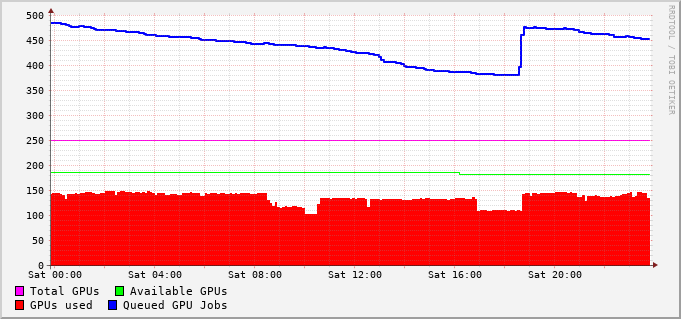 500
450
400
350
300
250
200
150
100
50
0
Sat 00:00 Sat 04:00 Sat 08:00 Sat 12:00 Sat 16:00 Sat 20:00
Total GPUs Available GPUs
GPUs used Queued GPU Jobs
RRDTOOL / TOBI OETIKER